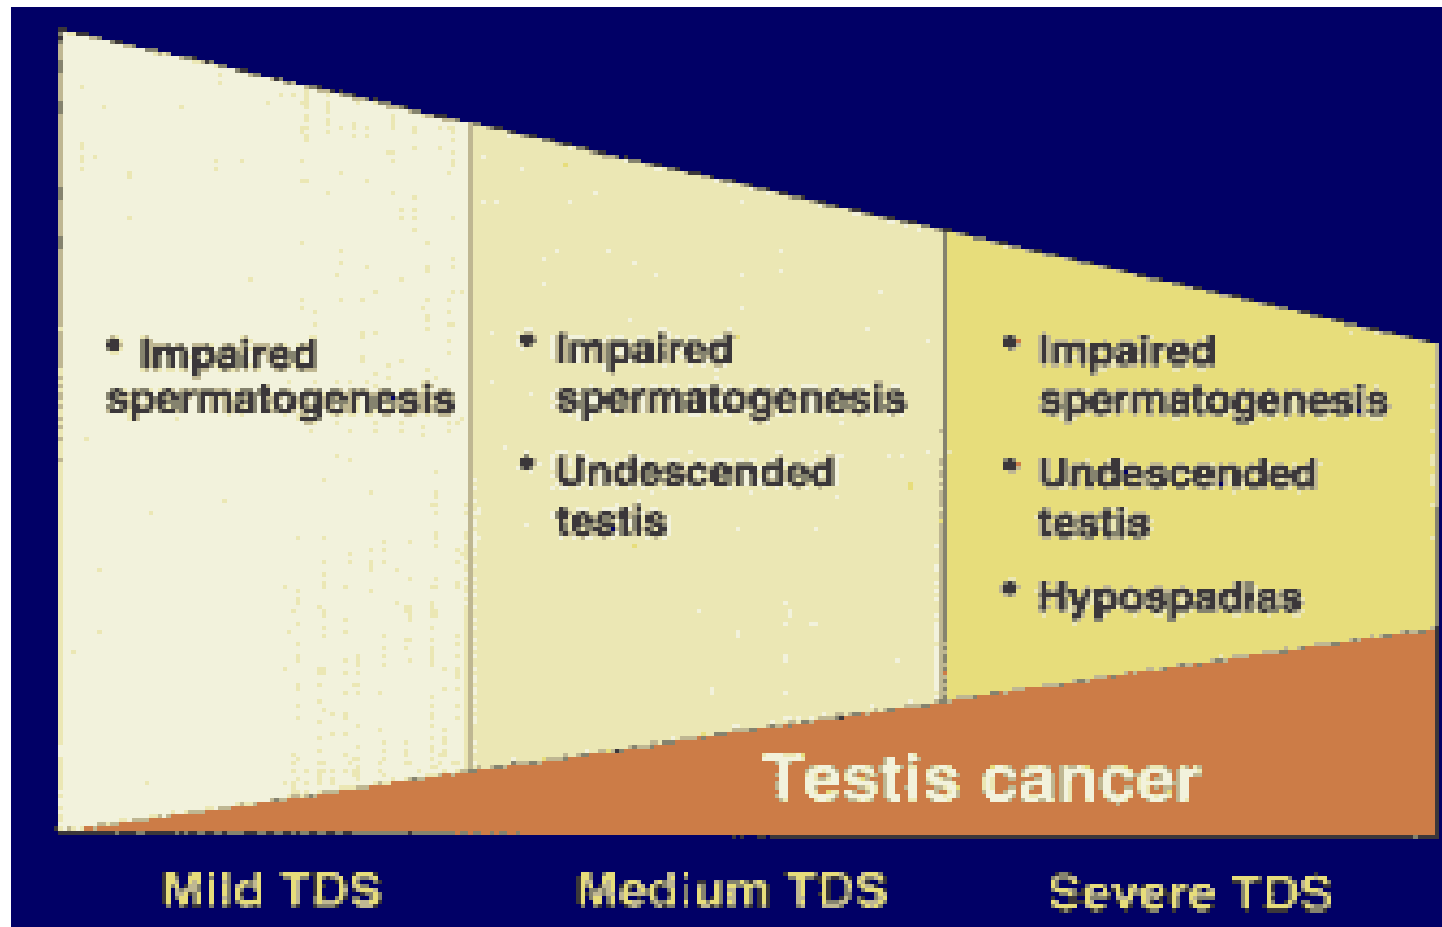 • Impaired
spermatogenesis
• Impaired
spermatogenesis
• Undescended
testis
• Impaired
spermatogenesis
• Undescended
testis
• Hypospadias
Testis cancer
Mild TDS
Medium TDS
Severe TDS